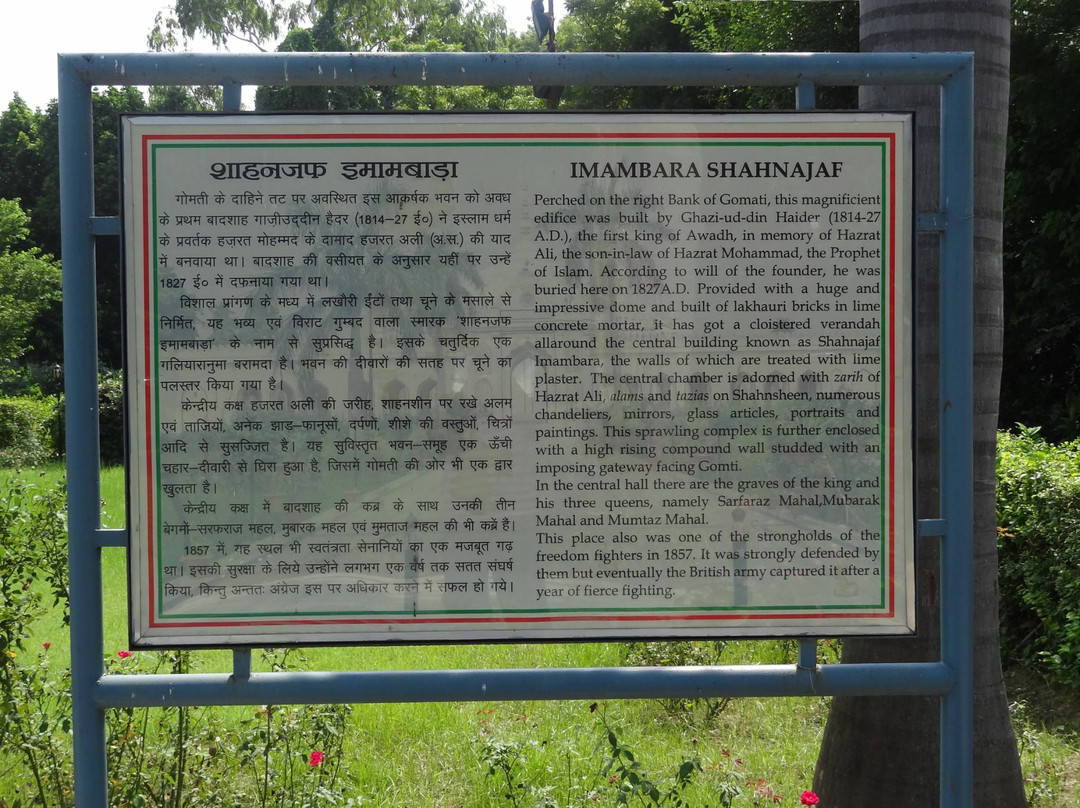 शाहनजफ इमामबाड़ा
गोमती के दाहिने तट पर अवस्थित इस आकर्षक भवन को अवध
के प्रथम बादशाह गाज़ीउद्दीन हैदर (1814–27 ई०) ने इस्लाम धर्म
के प्रवर्तक हज़रत मोहम्मद के दामाद हजरत अली (अ.स.) की याद
में बनवाया था। बादशाह की वसीयत के अनुसार यहीं पर उन्हें
1827 ई० में दफनाया गया था।
विशाल प्रांगण के मध्य में लखौरी ईंटों तथा चूने के मसाले से
निर्मित, यह भव्य एवं विराट गुम्बद वाला स्मारक 'शाहनजफ
इमामबाड़ा' के नाम से सुप्रसिद्ध है। इसके चतुर्दिक एक
गलियारानुमा बरामदा है। भवन की दीवारों की सतह पर चूने का
पलस्तर किया गया है।
केन्द्रीय कक्ष हजरत अली की जरीह, शाहनशीन पर रखे अलम
एवं ताजियों, अनेक झाड़–फानूसों, दर्पणों, शीशे की वस्तुओं, चित्रों
आदि से सुसज्जित है। यह सुविस्तृत भवन–समूह एक ऊँची
चहार–दीवारी से घिरा हुआ है, जिसमें गोमती की ओर भी एक द्वार
खुलता है।
केन्द्रीय कक्ष में बादशाह की कब्र के साथ उनकी तीन
बेगमों–सरफराज महल, मुबारक महल एवं मुमताज महल की भी कब्रें हैं।
1857 में, यह स्थल भी स्वतंत्रता सेनानियों का एक मजबूत गढ़
था। इसकी सुरक्षा के लिये उन्होंने लगभग एक वर्ष तक सतत संघर्ष
किया, किन्तु अन्ततः अंग्रेज इस पर अधिकार करने में सफल हो गये।
IMAMBARA SHAHNAJAF
Perched on the right Bank of Gomati, this magnificient
edifice was built by Ghazi-ud-din Haider (1814-27
A.D.), the first king of Awadh, in memory of Hazrat
Ali, the son-in-law of Hazrat Mohammad, the Prophet
of Islam. According to will of the founder, he was
buried here on 1827A.D. Provided with a huge and
impressive dome and built of lakhauri bricks in lime
concrete mortar, it has got a cloistered verandah
allaround the central building known as Shahnajaf
Imambara, the walls of which are treated with lime
plaster. The central chamber is adorned with zarih of
Hazrat Ali, alams and tazias on Shahnsheen, numerous
chandeliers, mirrors, glass articles, portraits and
paintings. This sprawling complex is further enclosed
with a high rising compound wall studded with an
imposing gateway facing Gomti.
In the central hall there are the graves of the king and
his three queens, namely Sarfaraz Mahal,Mubarak
Mahal and Mumtaz Mahal.
This place also was one of the strongholds of the
freedom fighters in 1857. It was strongly defended by
them but eventually the British army captured it after a
year of fierce fighting.